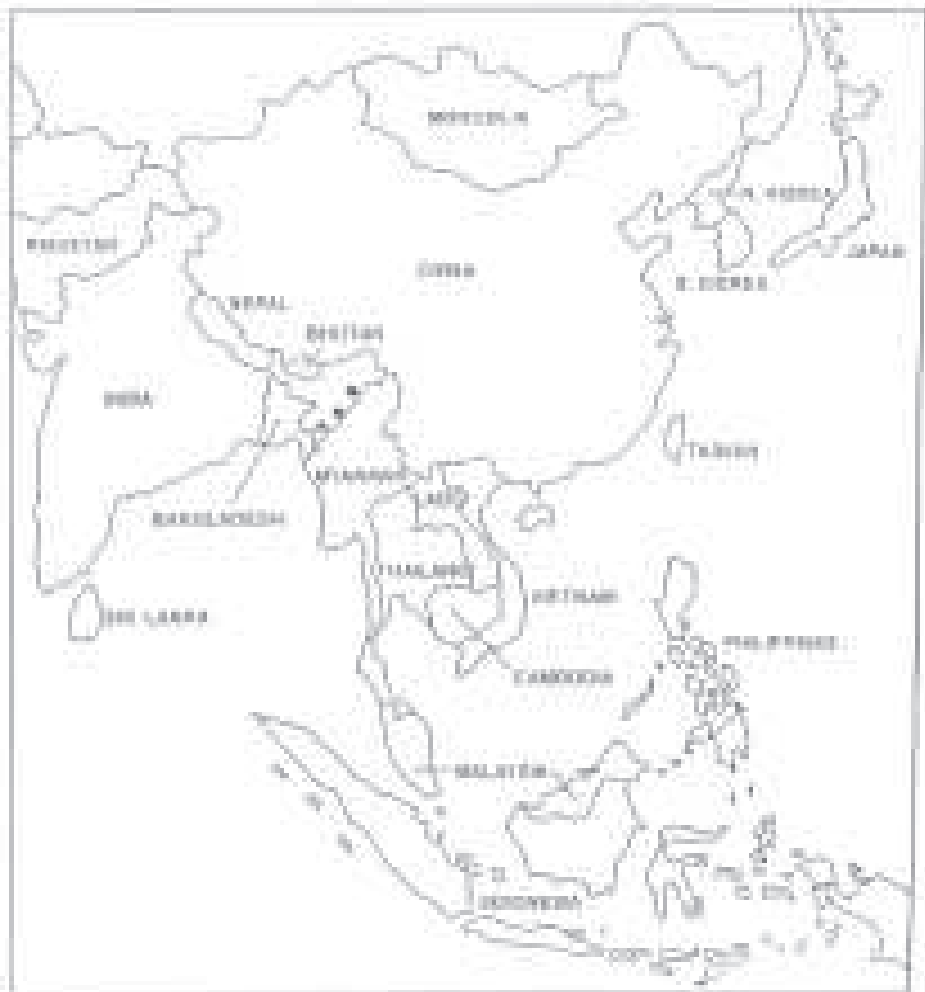 MONGOLIA
N. KOREA
PAKISTAN
JAPAN
CHINA
S. KOREA
NEPAL
BHUTAN
INDIA
TAIWAN
MYANMAR
LAOS
BANGLADESH
THAILAND
VIETNAM
SRI LANKA
PHILIPPINES
CAMBODIA
MALAYSIA
INDONESIA